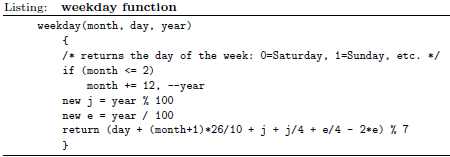 Listing: weekday function
weekday(month, day, year)
{
/* returns the day of the week: 0=Saturday, 1=Sunday, etc. */
if (month <= 2)
month += 12, --year
new j = year % 100
new e = year / 100
return (day + (month+1)*26/10 + j + j/4 + e/4 - 2*e) % 7
}